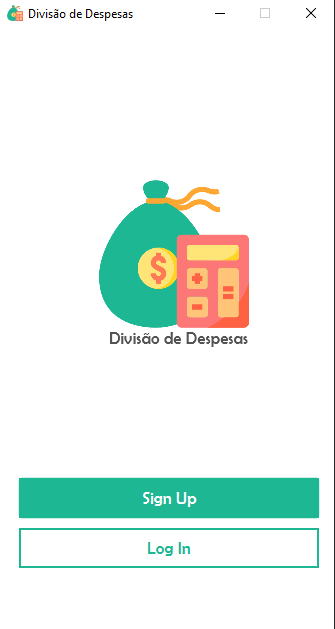 Divisão de Despesas
$
Divisão de Despesas
Sign Up
Log In